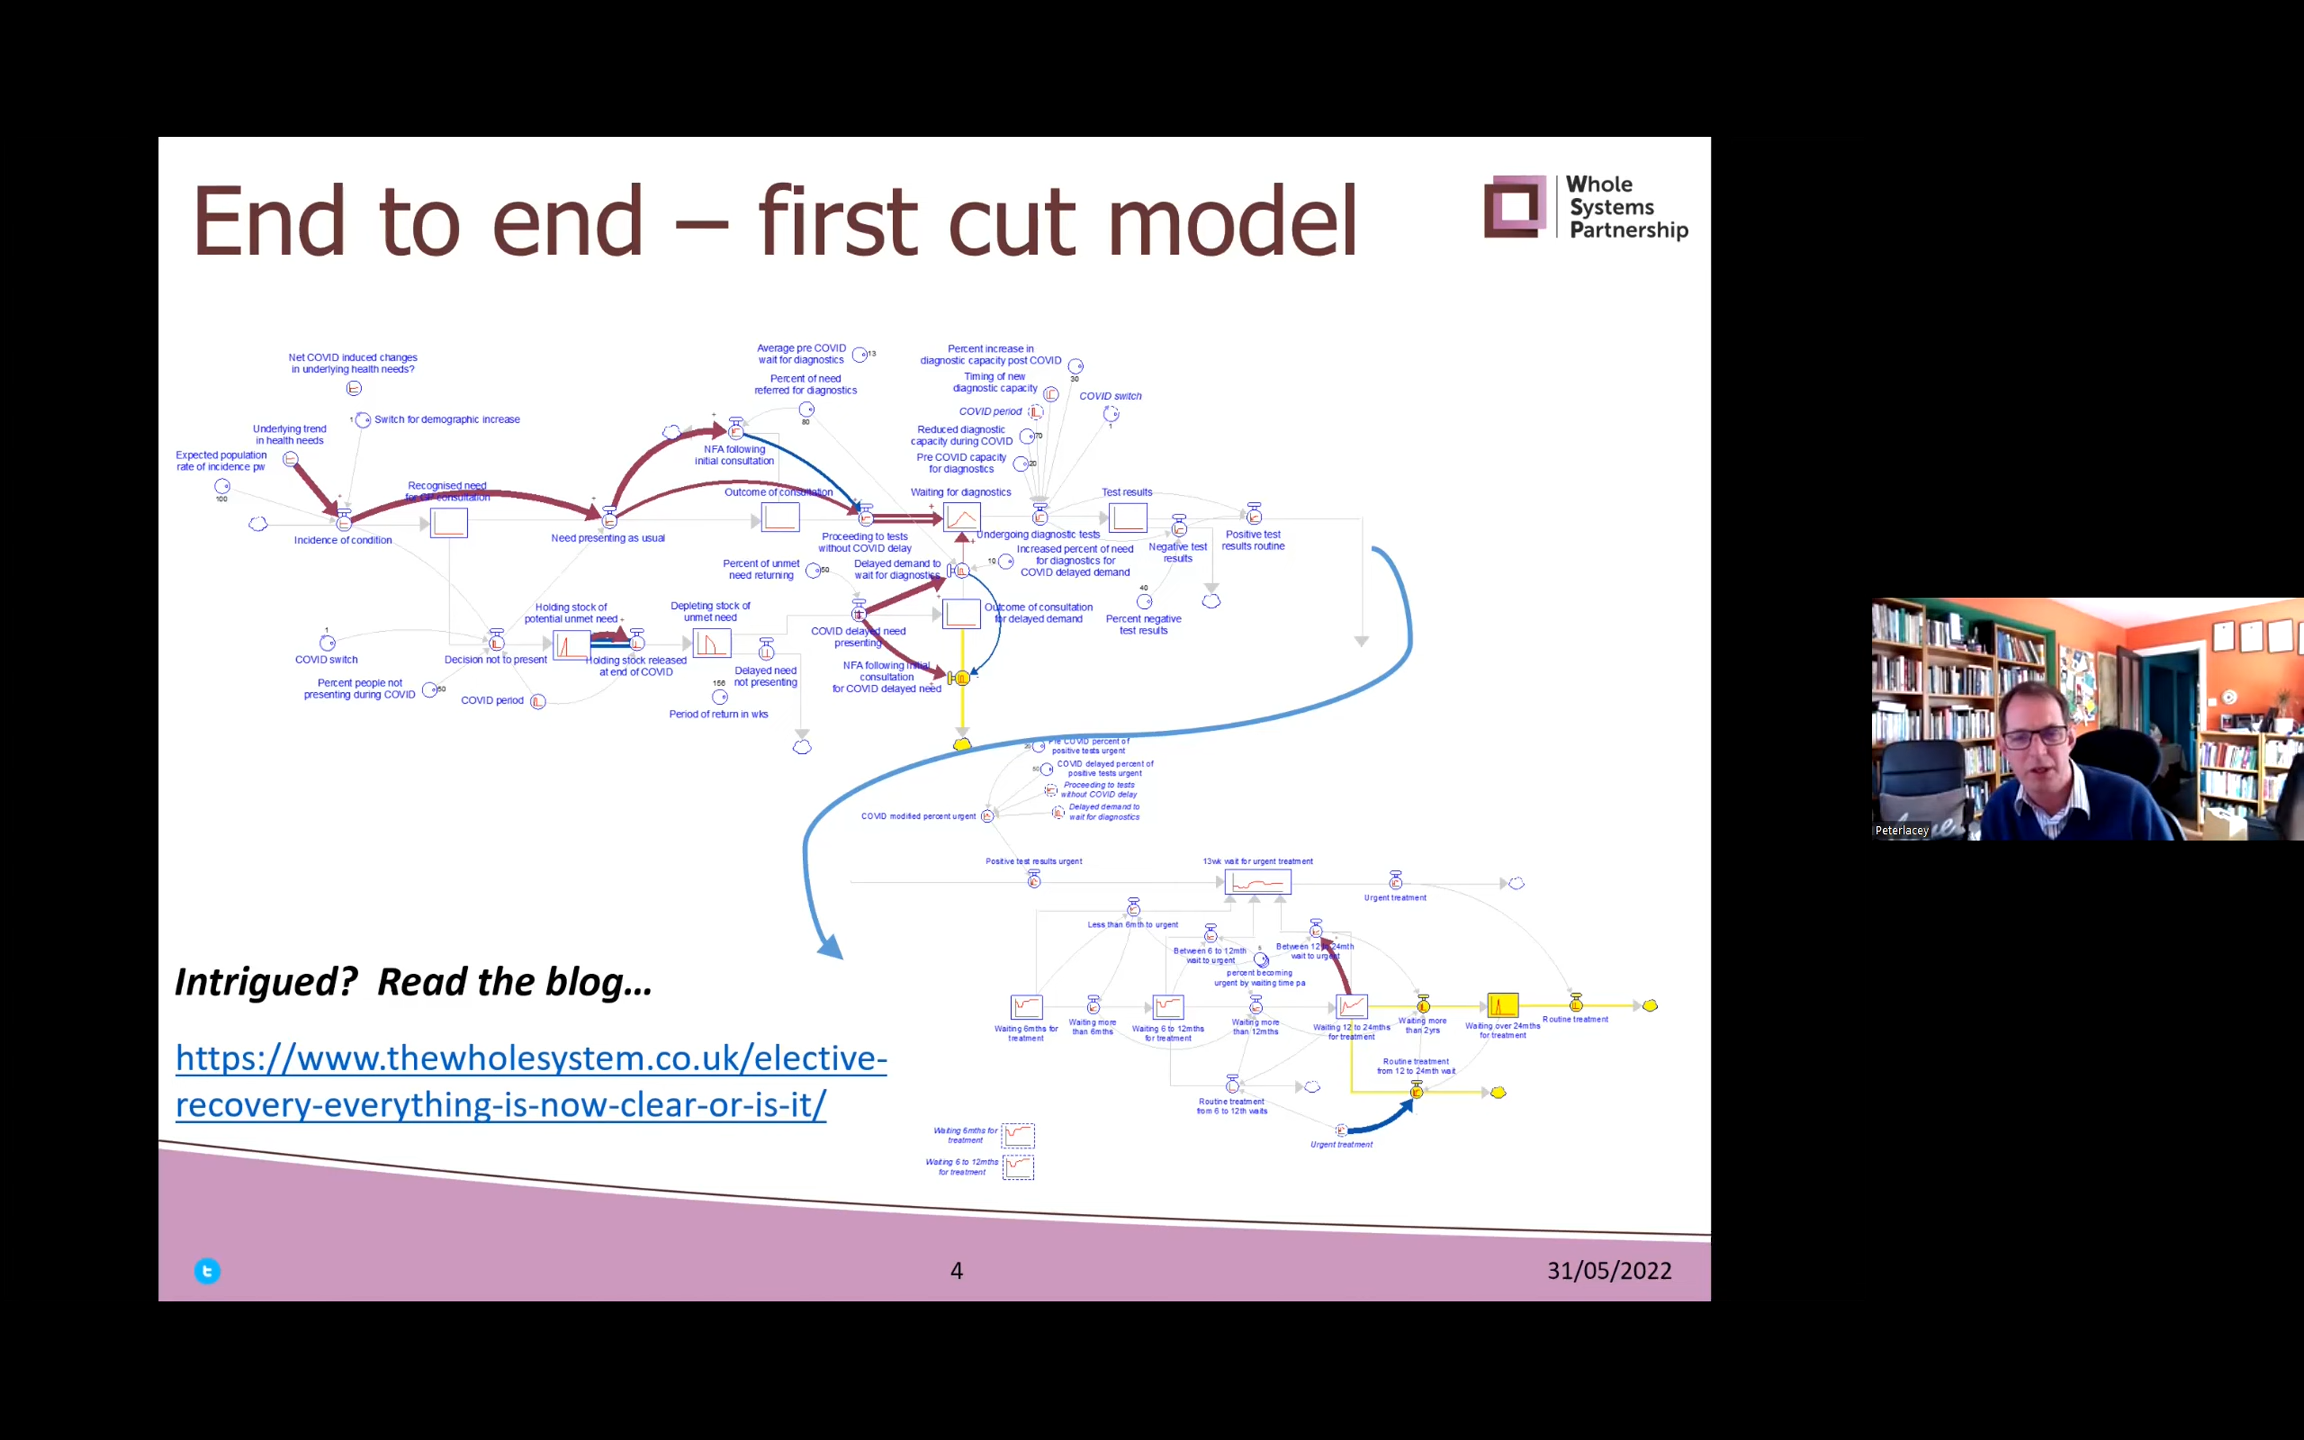 End to end – first cut model
Whole
Systems
Partnership
Net COVID induced changes
in underlying health needs?
1
Switch for demographic increase
Underlying trend
in health needs
Expected population
rate of incidence pw
100
Incidence of condition
Recognised need
for GP consultation
Need presenting as usual
NFA following
initial consultation
Average pre COVID
wait for diagnostics
13
Percent of need
referred for diagnostics
80
Outcome of consultation
Proceeding to tests
without COVID delay
Percent increase in
diagnostic capacity post COVID
30
Timing of new
diagnostic capacity
COVID period
COVID switch
1
Reduced diagnostic
capacity during COVID
70
Pre COVID capacity
for diagnostics
20
Waiting for diagnostics
Undergoing diagnostic tests
Test results
Negative test
results
Positive test
results routine
Percent of unmet
need returning
50
Delayed demand to
wait for diagnostics
10
Increased percent of need
for diagnostics for
COVID delayed demand
40
Percent negative
test results
Holding stock of
potential unmet need
Depleting stock of
unmet need
COVID delayed need
presenting
Outcome of consultation
for delayed demand
1
COVID switch
Decision not to present
Holding stock released
at end of COVID
Delayed need
not presenting
NFA following initial
consultation
for COVID delayed need
Percent people not
presenting during COVID
50
COVID period
156
Period of return in wks
20
Pre COVID percent of
positive tests urgent
60
COVID delayed percent of
positive tests urgent
Proceeding to tests
without COVID delay
Delayed demand to
wait for diagnostics
COVID modified percent urgent
Positive test results urgent
13wk wait for urgent treatment
Urgent treatment
Less than 6mth to urgent
Between 6 to 12mth
wait to urgent
Between 12 to 24mth
wait to urgent
percent becoming
urgent by waiting time pa
Waiting 6mths for
treatment
Waiting more
than 6mths
Waiting 6 to 12mths
for treatment
Waiting more
than 12mths
Waiting 12 to 24mths
for treatment
Waiting more
than 2yrs
Waiting over 24mths
for treatment
Routine treatment
Routine treatment
from 12 to 24mth wait
Routine treatment
from 6 to 12th waits
Urgent treatment
Waiting 6mths for
treatment
Waiting 6 to 12mths
for treatment
Intrigued? Read the blog…
https://www.thewholesystem.co.uk/elective-
recovery-everything-is-now-clear-or-is-it/
4
31/05/2022
Peterlacey